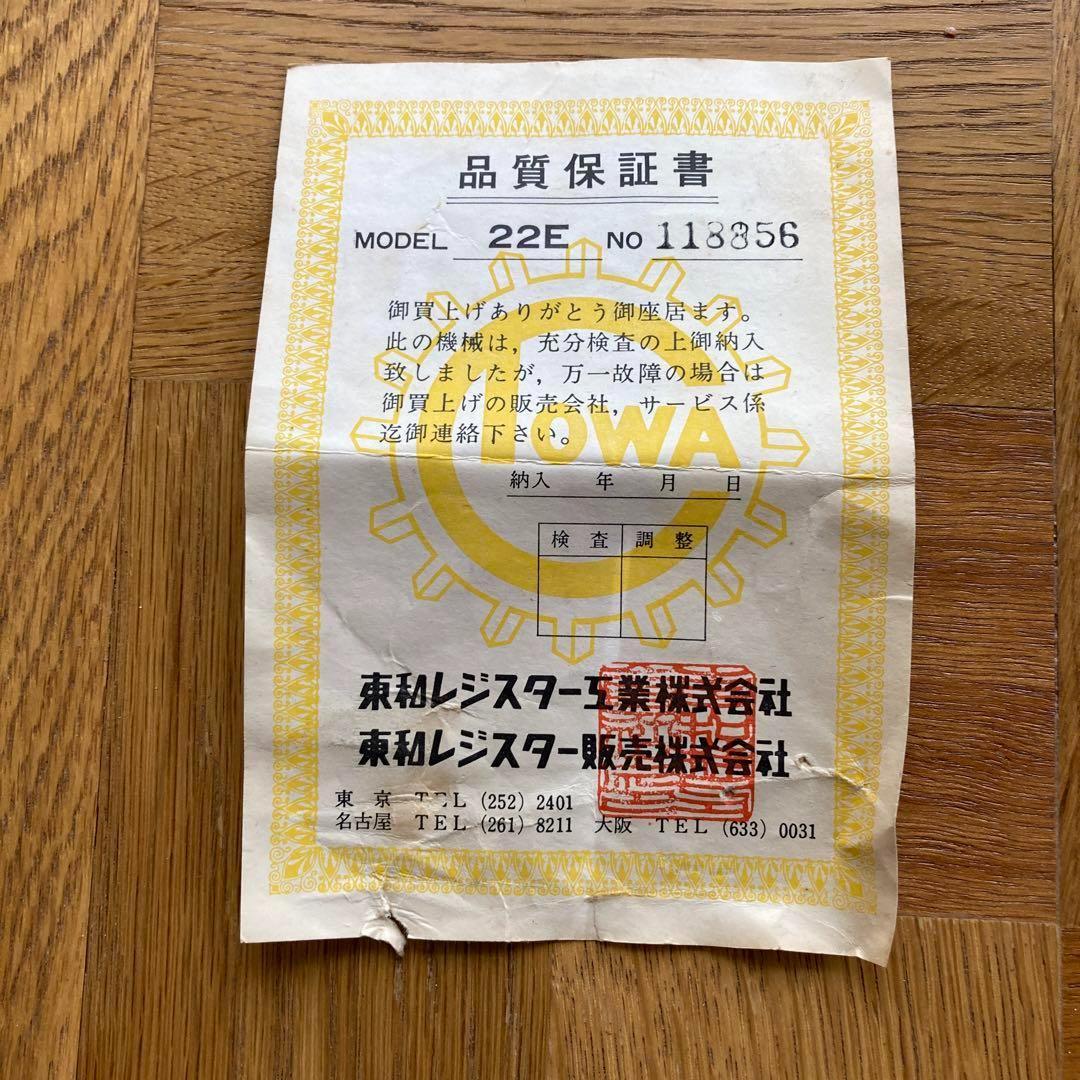 品質保証書
MODEL 22E NO 118856
御買上げありがとう御座居ます。
此の機械は，充分検査の上御納入
致しましたが，万一故障の場合は
御買上げの販売会社，サービス係
迄御連絡下さい。
TOWA
納入 年 月 日
検査 調整
東和レジスター工業株式会社
東和レジスター販売株式会社
東京 TEL (252) 2401
名古屋 TEL (261) 8211 大阪 TEL (633) 0031